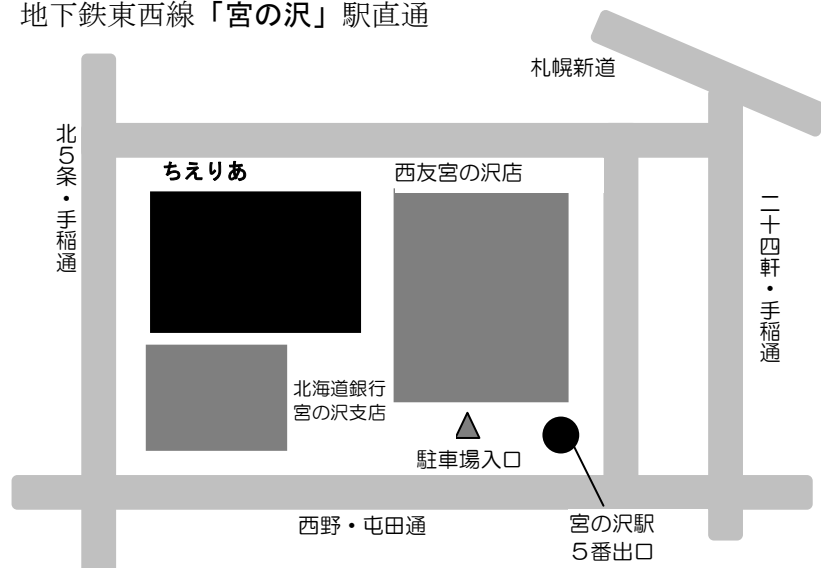 地下鉄東西線「宮の沢」駅直通
札幌新道
北5条・手稲通
ちえりあ
西友宮の沢店
二十四軒・手稲通
北海道銀行
宮の沢支店
駐車場入口
西野・屯田通
宮の沢駅
5番出口